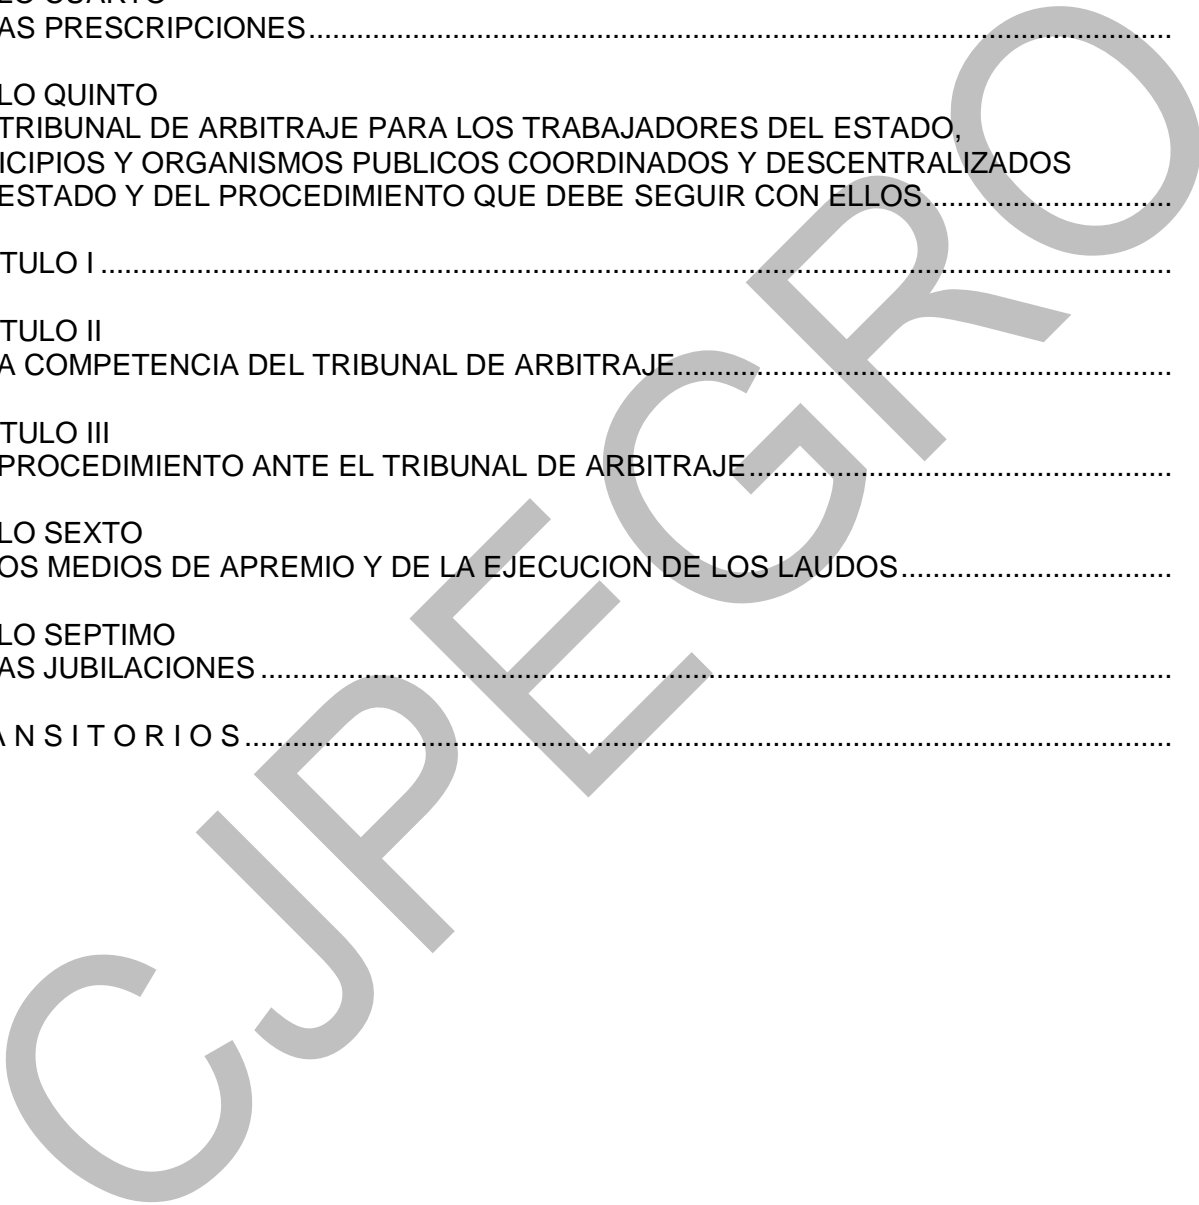 LO CUARTO
AS PRESCRIPCIONES............................................................................................................
LO QUINTO
TRIBUNAL DE ARBITRAJE PARA LOS TRABAJADORES DEL ESTADO,
ICIPIOS Y ORGANISMOS PUBLICOS COORDINADOS Y DESCENTRALIZADOS
ESTADO Y DEL PROCEDIMIENTO QUE DEBE SEGUIR CON ELLOS...............................
TULO I ......................................................................................................................................
TULO II
A COMPETENCIA DEL TRIBUNAL DE ARBITRAJE..............................................................
TULO III
PROCEDIMIENTO ANTE EL TRIBUNAL DE ARBITRAJE.....................................................
LO SEXTO
OS MEDIOS DE APREMIO Y DE LA EJECUCION DE LOS LAUDOS..................................
LO SEPTIMO
AS JUBILACIONES ..................................................................................................................
A N S I T O R I O S....................................................................................................................
CJPEGRO